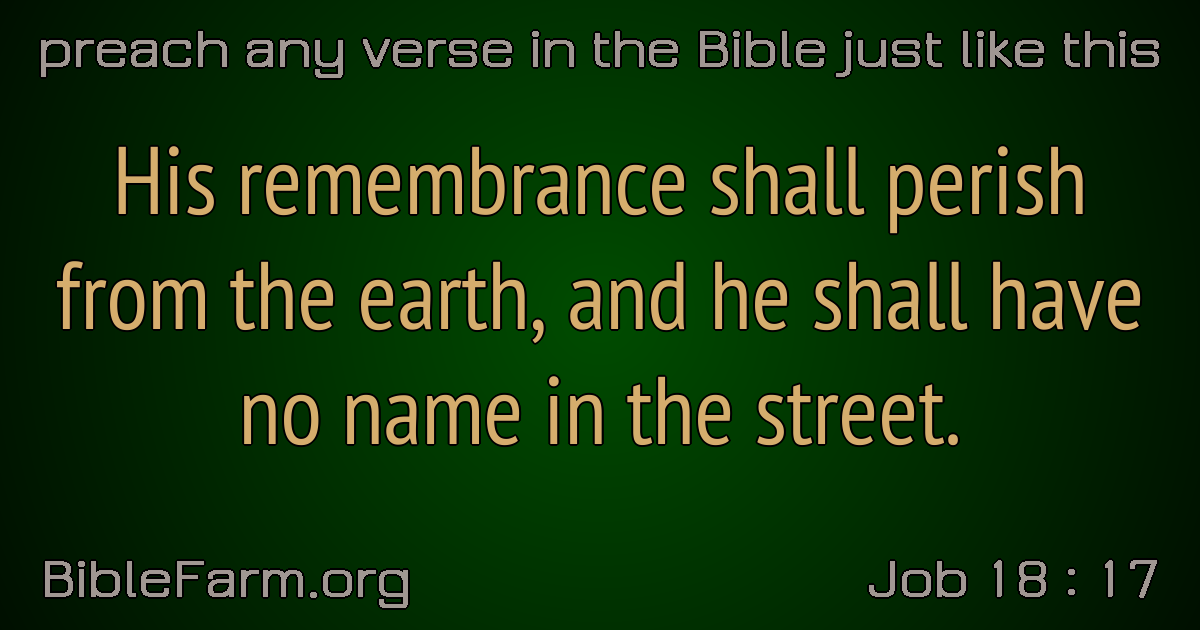 preach any verse in the Bible just like this
His remembrance shall perish
from the earth, and he shall have
no name in the street.
BibleFarm.org
Job 18 : 17